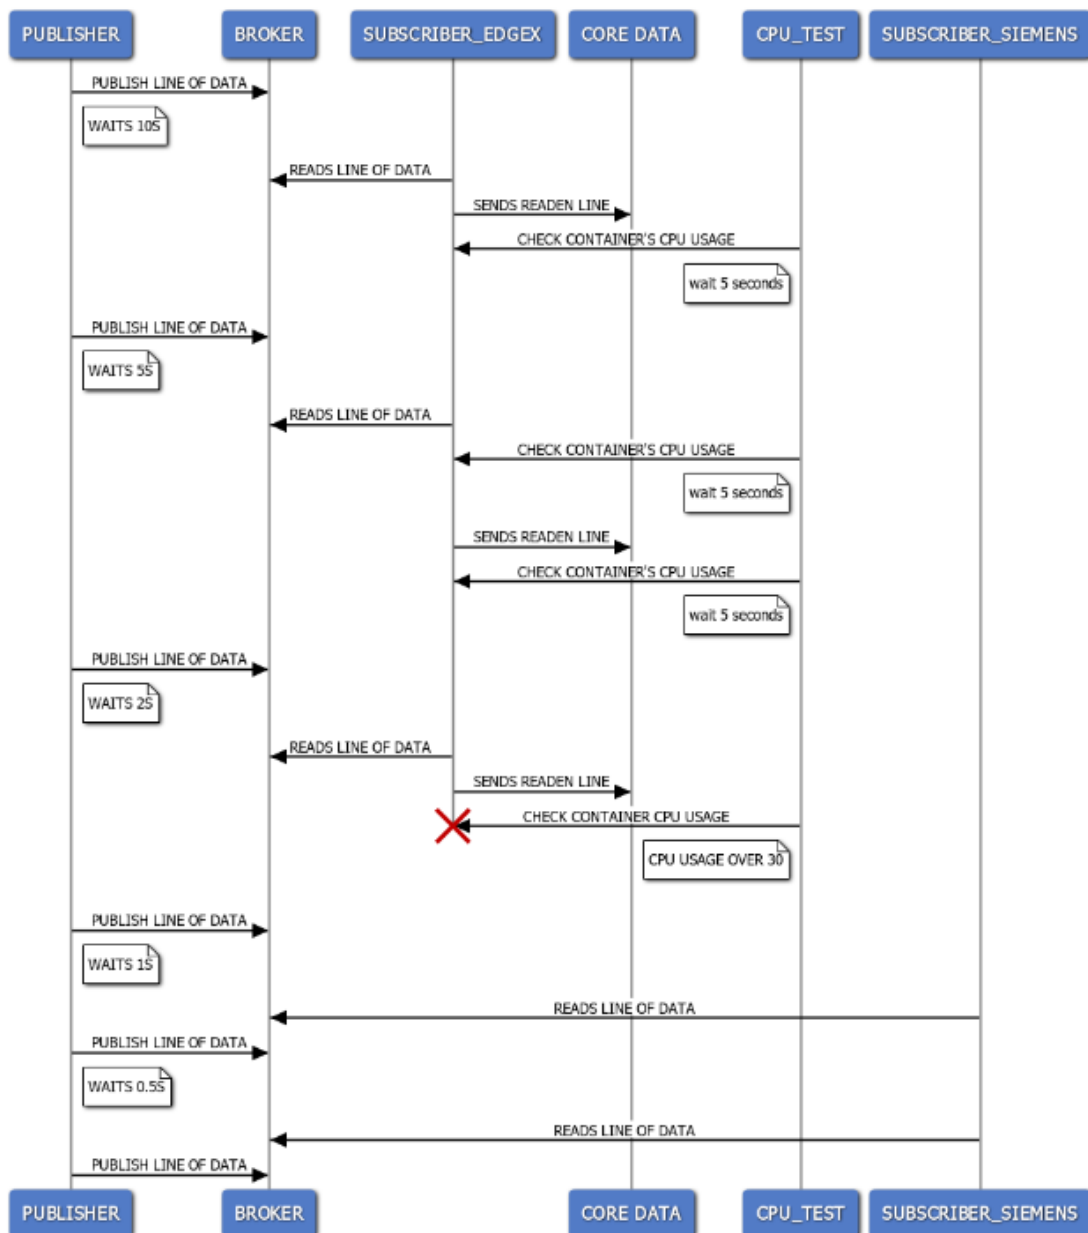 PUBLISHER
BROKER
SUBSCRIBER_EDGEX
CORE DATA
CPU_TEST
SUBSCRIBER_SIEMENS
PUBLISH LINE OF DATA
WAITS 10S
READS LINE OF DATA
SENDS READEN LINE
CHECK CONTAINER'S CPU USAGE
wait 5 seconds
PUBLISH LINE OF DATA
WAITS 5S
READS LINE OF DATA
CHECK CONTAINER'S CPU USAGE
wait 5 seconds
SENDS READEN LINE
CHECK CONTAINER'S CPU USAGE
wait 5 seconds
PUBLISH LINE OF DATA
WAITS 2S
READS LINE OF DATA
SENDS READEN LINE
CHECK CONTAINER CPU USAGE
CPU USAGE OVER 30
PUBLISH LINE OF DATA
WAITS 1S
READS LINE OF DATA
PUBLISH LINE OF DATA
WAITS 0.5S
READS LINE OF DATA
PUBLISH LINE OF DATA
PUBLISHER
BROKER
CORE DATA
CPU_TEST
SUBSCRIBER_SIEMENS